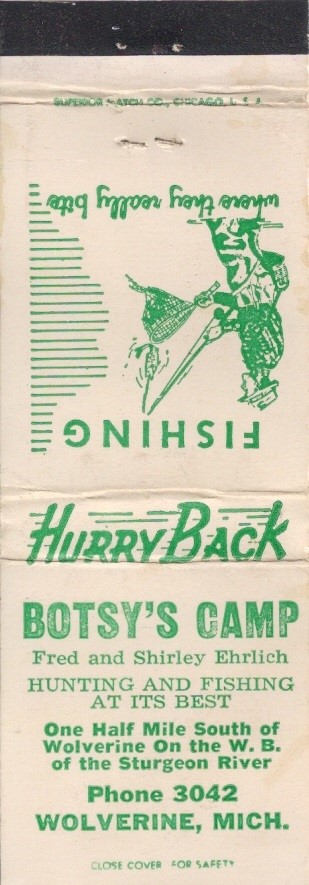 SUPERIOR MATCH CO., CHICAGO, U. S. A.
FISHING
where they really bite
HURRY BACK
BOTSY'S CAMP
Fred and Shirley Ehrlich
HUNTING AND FISHING
AT ITS BEST
One Half Mile South of
Wolverine On the W. B.
of the Sturgeon River
Phone 3042
WOLVERINE, MICH.
CLOSE COVER FOR SAFETY